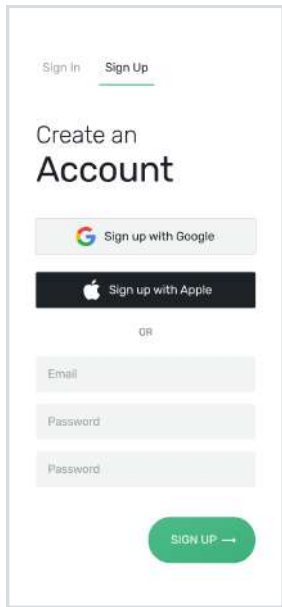 Sign In Sign Up
Create an
Account
Sign up with Google
Sign up with Apple
OR
Email
Password
Password
SIGN UP →